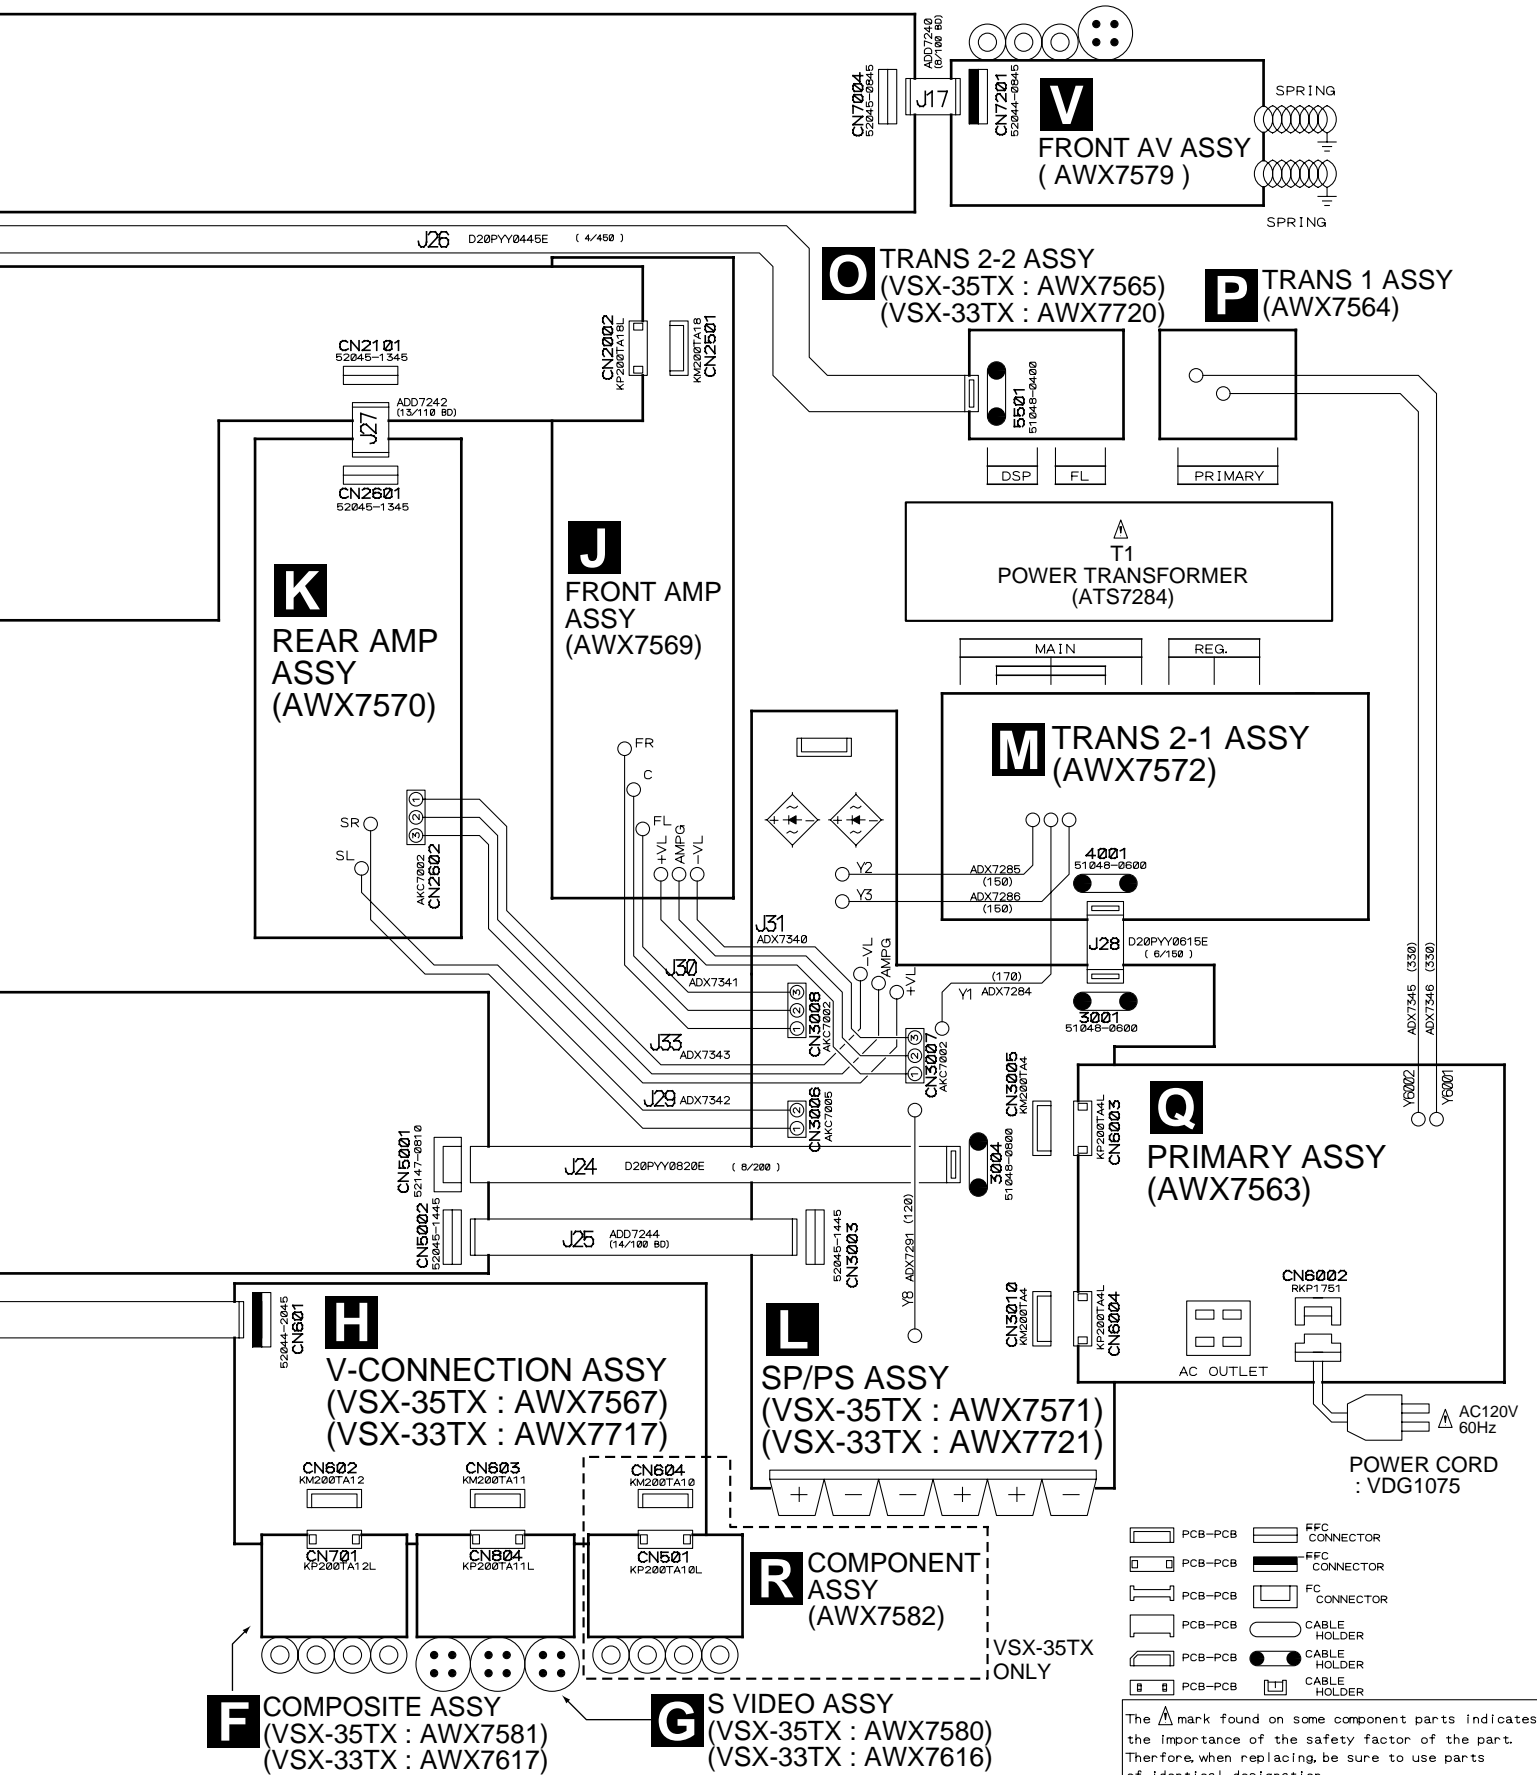 CN7004
52045-0845
ADD7240
(8/100 BD)
J17
CN7201
52044-0845
V
FRONT AV ASSY
( AWX7579 )
SPRING
SPRING
J26 D20PYY0445E ( 4/450 )
O
TRANS 2-2 ASSY
(VSX-35TX : AWX7565)
(VSX-33TX : AWX7720)
P
TRANS 1 ASSY
(AWX7564)
CN2002
KP200TA18L
KM200TA18
CN2501
CN2101
52045-1345
ADD7242
(13/110 BD)
J27
CN2601
52045-1345
5501
51048-0400
DSP
FL
PRIMARY
T1
POWER TRANSFORMER
(ATS7284)
K
REAR AMP
ASSY
(AWX7570)
J
FRONT AMP
ASSY
(AWX7569)
MAIN
REG.
M
TRANS 2-1 ASSY
(AWX7572)
FR
C
FL
+VL
AMPG
-VL
SR
SL
1
2
3
AKC7002
CN2602
Y2
Y3
ADX7285
(150)
ADX7286
(150)
4001
51048-0600
J28
D20PYY0615E
( 6/150 )
3001
51048-0600
J31
ADX7340
J30
ADX7341
J33
ADX7343
J29 ADX7342
-VL
AMPG
+VL
(170)
Y1 ADX7284
3
2
1
CN3008
AKC7002
3
2
1
CN3007
AKC7002
2
1
CN3006
AKC7005
ADX7345 (330)
ADX7346 (330)
Y6002
Y6001
CN3005
KM200TA4
KP200TA4L
CN6003
Q
PRIMARY ASSY
(AWX7563)
CN5001
52147-0810
J24 D20PYY0820E ( 8/200 )
3004
51048-0800
CN5002
52045-1445
J25 ADD7244
(14/100 BD)
52045-1445
CN3003
Y8 ADX7291 (120)
CN3010
KM200TA4
KP200TA4L
CN6004
CN6002
RKP1751
AC OUTLET
AC120V
60Hz
POWER CORD
: VDG1075
52044-2045
CN601
H
V-CONNECTION ASSY
(VSX-35TX : AWX7567)
(VSX-33TX : AWX7717)
L
SP/PS ASSY
(VSX-35TX : AWX7571)
(VSX-33TX : AWX7721)
+ − − + + −
CN602
KM200TA12
CN603
KM200TA11
CN604
KM200TA10
CN701
KP200TA12L
CN804
KP200TA11L
CN501
KP200TA10L
R
COMPONENT
ASSY
(AWX7582)
VSX-35TX
ONLY
F
COMPOSITE ASSY
(VSX-35TX : AWX7581)
(VSX-33TX : AWX7617)
G
S VIDEO ASSY
(VSX-35TX : AWX7580)
(VSX-33TX : AWX7616)
PCB-PCB
FFC
CONNECTOR
PCB-PCB
FFC
CONNECTOR
PCB-PCB
FC
CONNECTOR
PCB-PCB
CABLE
HOLDER
PCB-PCB
CABLE
HOLDER
PCB-PCB
CABLE
HOLDER
The ⚠ mark found on some component parts indicates
the importance of the safety factor of the part.
Therfore, when replacing, be sure to use parts
of identical designation.